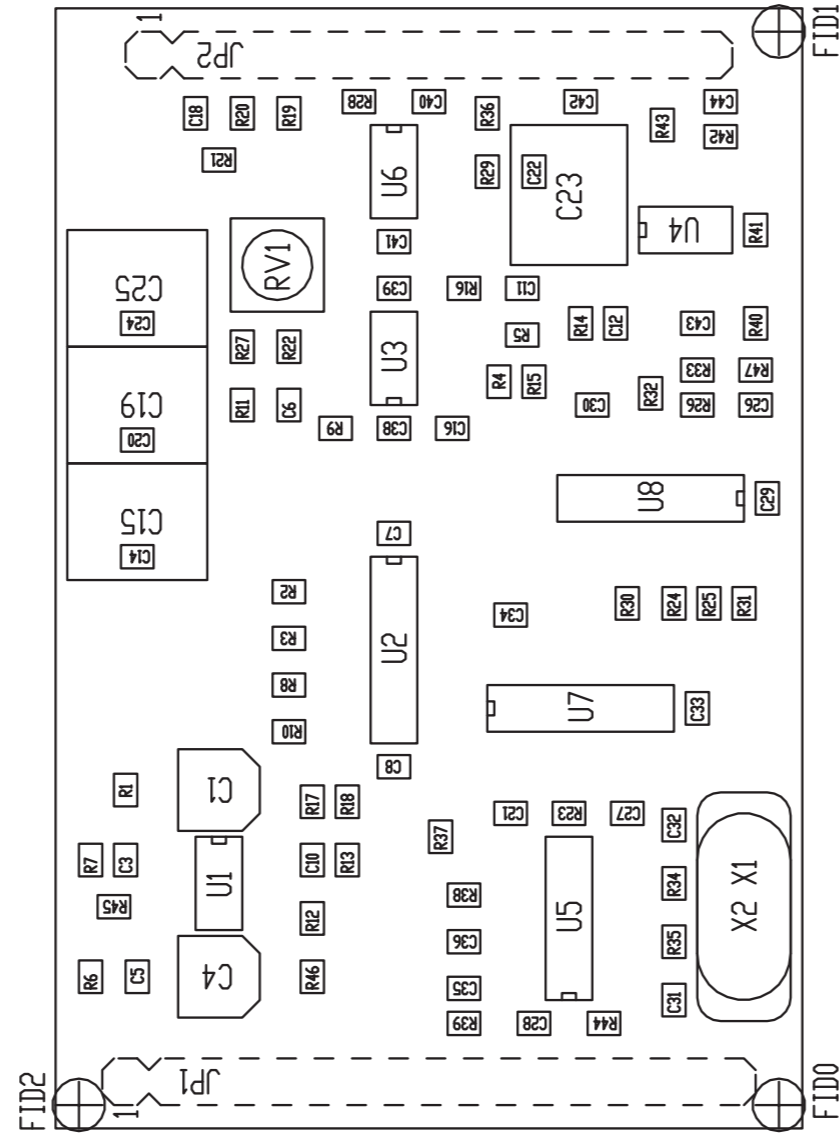 1
FID1
JP2
C18
R20
R19
R28
C40
R36
C42
C44
R43
R42
R21
U6
R29
C22
C23
U4
R41
C41
RV1
C25
C24
C39
R16
C11
R27
R22
U3
R5
R14
C12
C43
R40
R4
R15
R33
R47
C19
C20
R11
C6
R9
C38
C16
C30
R32
R26
C26
C15
C14
C7
U8
C29
R2
R3
R8
R10
U2
C34
R30
R24
R25
R31
U7
C33
C8
R1
C1
R17
R18
C21
R23
C27
C32
R37
R7
C3
U1
C10
R13
R45
R12
R38
C36
U5
R34
X2 X1
R35
R6
C5
C4
R46
C35
C31
R39
C28
R44
FID2
1
JP1
FID0